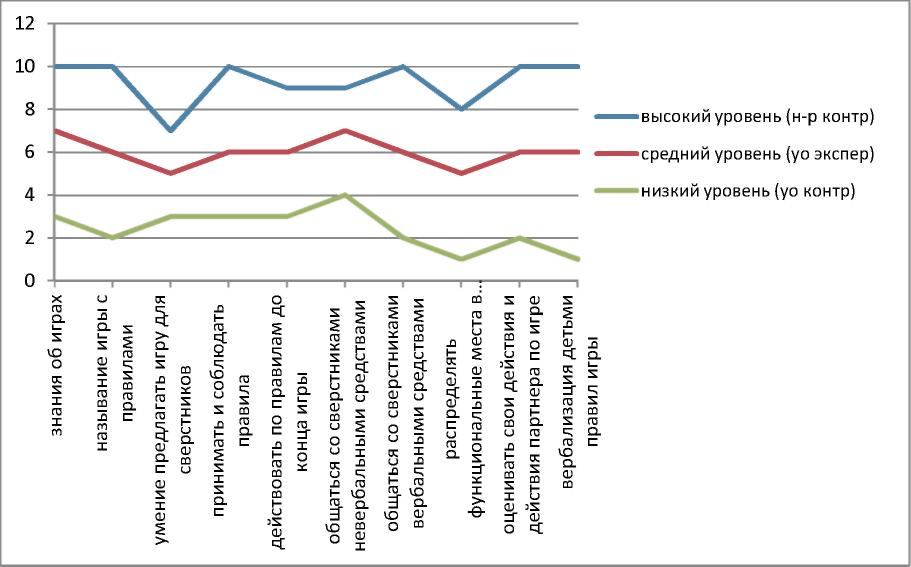 12
10
8
6
4
2
0
знания об играх
называние игры с
правилами
умение предлагать игру для
сверстников
принимать и соблюдать
правила
действовать по правилам до
конца игры
общаться со сверстниками
невербальными средствами
общаться со сверстниками
вербальными средствами
распределять
функциональные места в...
оценивать свои действия и
действия партнера по игре
вербализация детьми
правил игры
высокий уровень (н-р контр)
средний уровень (уо экспер)
низкий уровень (уо контр)